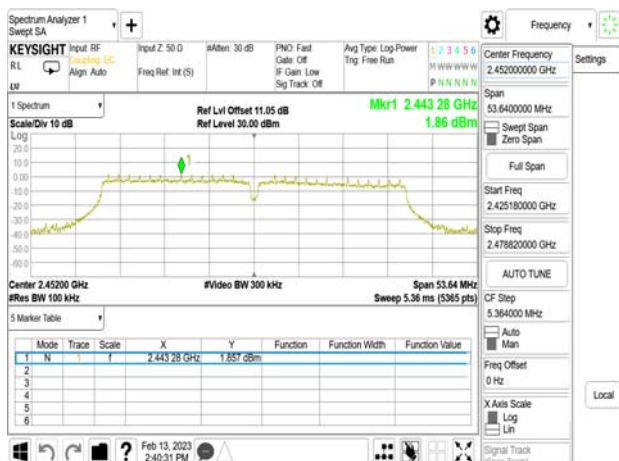 Spectrum Analyzer 1
Swept SA
Frequency
KEYSIGHT
RL
Input: RF
Coupling: DC
Align: Auto
Input Z: 50 Ω
Freq Ref: Int (S)
#Atten: 30 dB
PNO: Fast
Gate: Off
IF Gain: Low
Sig Track: Off
Avg Type: Log-Power
Trig: Free Run
1 2 3 4 5 6
M W W W W W
P N N N N N
1 Spectrum
Scale/Div 10 dB
Ref Lvl Offset 11.05 dB
Ref Level 30.00 dBm
Mkr1 2.443 28 GHz
1.86 dBm
Log
20.0
10.0
0.00
-10.0
-20.0
-30.0
-40.0
-50.0
-60.0
1
Center 2.45200 GHz
#Res BW 100 kHz
#Video BW 300 kHz
Span 53.64 MHz
Sweep 5.36 ms (5365 pts)
5 Marker Table
Mode Trace Scale X Y Function Function Width Function Value
1 N 1 f 2.443 28 GHz 1.857 dBm
2
3
4
5
6
Feb 13, 2023
2:40:31 PM
Center Frequency
2.452000000 GHz
Span
53.6400000 MHz
Swept Span
Zero Span
Full Span
Start Freq
2.425180000 GHz
Stop Freq
2.478820000 GHz
AUTO TUNE
CF Step
5.364000 MHz
Auto
Man
Freq Offset
0 Hz
X Axis Scale
Log
Lin
Signal Track
Settings
Local